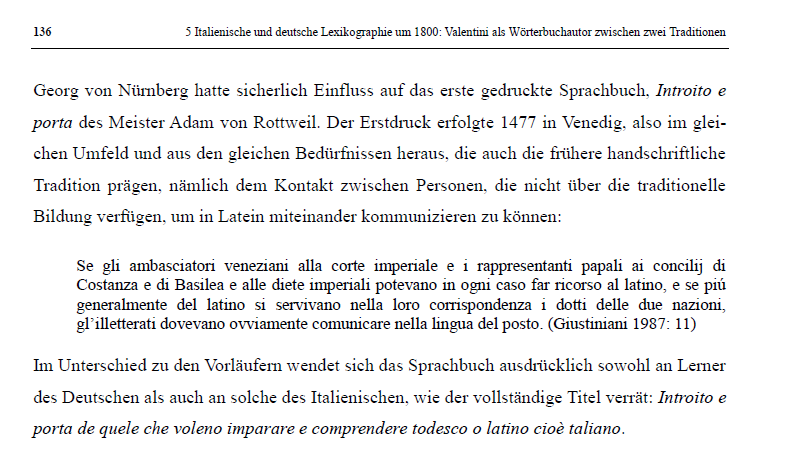 136 5 Italienische und deutsche Lexikographie um 1800: Valentini als Wörterbuchautor zwischen zwei Traditionen
Georg von Nürnberg hatte sicherlich Einfluss auf das erste gedruckte Sprachbuch, Introito e
porta des Meister Adam von Rottweil. Der Erstdruck erfolgte 1477 in Venedig, also im glei-
chen Umfeld und aus den gleichen Bedürfnissen heraus, die auch die frühere handschriftliche
Tradition prägen, nämlich dem Kontakt zwischen Personen, die nicht über die traditionelle
Bildung verfügen, um in Latein miteinander kommunizieren zu können:
Se gli ambasciatori veneziani alla corte imperiale e i rappresentanti papali ai concilij di
Costanza e di Basilea e alle diete imperiali potevano in ogni caso far ricorso al latino, e se piú
generalmente del latino si servivano nella loro corrispondenza i dotti delle due nazioni,
gl’illetterati dovevano ovviamente comunicare nella lingua del posto. (Giustiniani 1987: 11)
Im Unterschied zu den Vorläufern wendet sich das Sprachbuch ausdrücklich sowohl an Lerner
des Deutschen als auch an solche des Italienischen, wie der vollständige Titel verrät: Introito e
porta de quele che voleno imparare e comprendere todesco o latino cioè taliano.